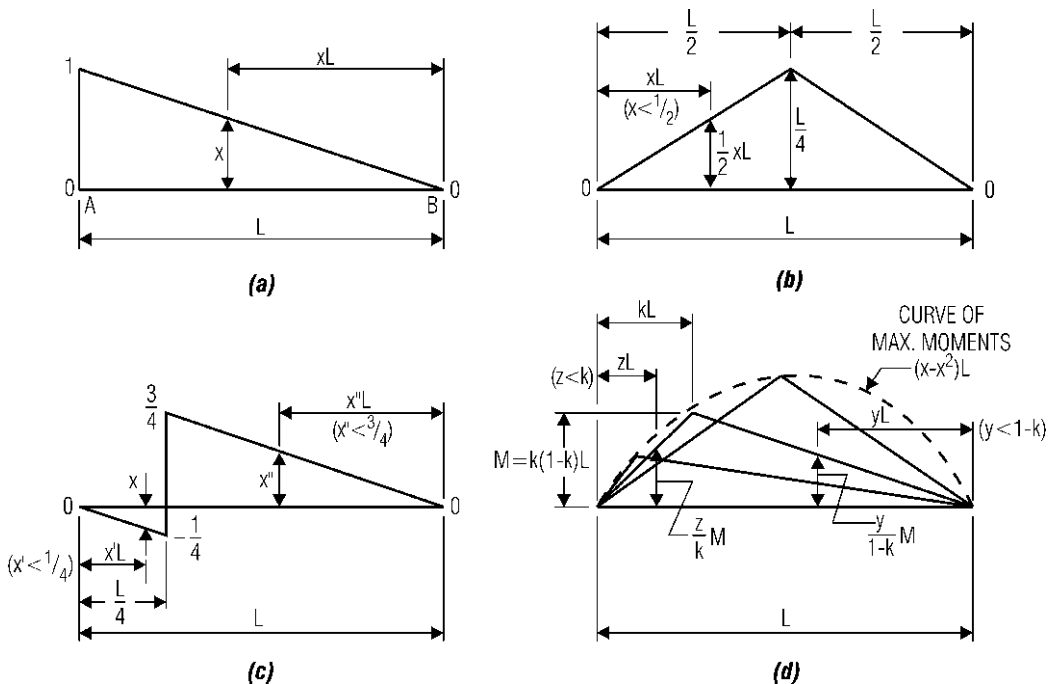 xL
1
x
0
0
A
B
L
(a)
L/2
L/2
xL
(x<1/2)
L/4
1/2 xL
0
0
L
(b)
3/4
x"L
(x"<3/4)
x
x"
0
0
-1/4
x'L
(x'<1/4)
L/4
L
(c)
kL
CURVE OF
MAX. MOMENTS
(x-x²)L
zL
(z<k)
yL
(y<1-k)
M=k(1-k)L
z/k M
y/1-k M
L
(d)